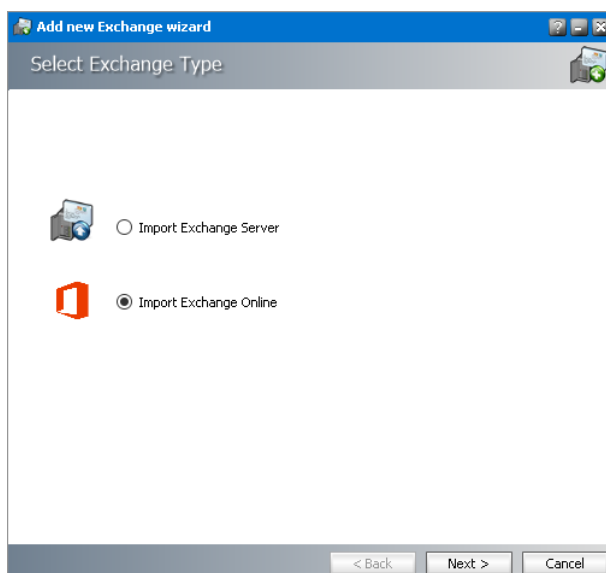 Add new Exchange wizard
Select Exchange Type
Import Exchange Server
Import Exchange Online
< Back Next > Cancel